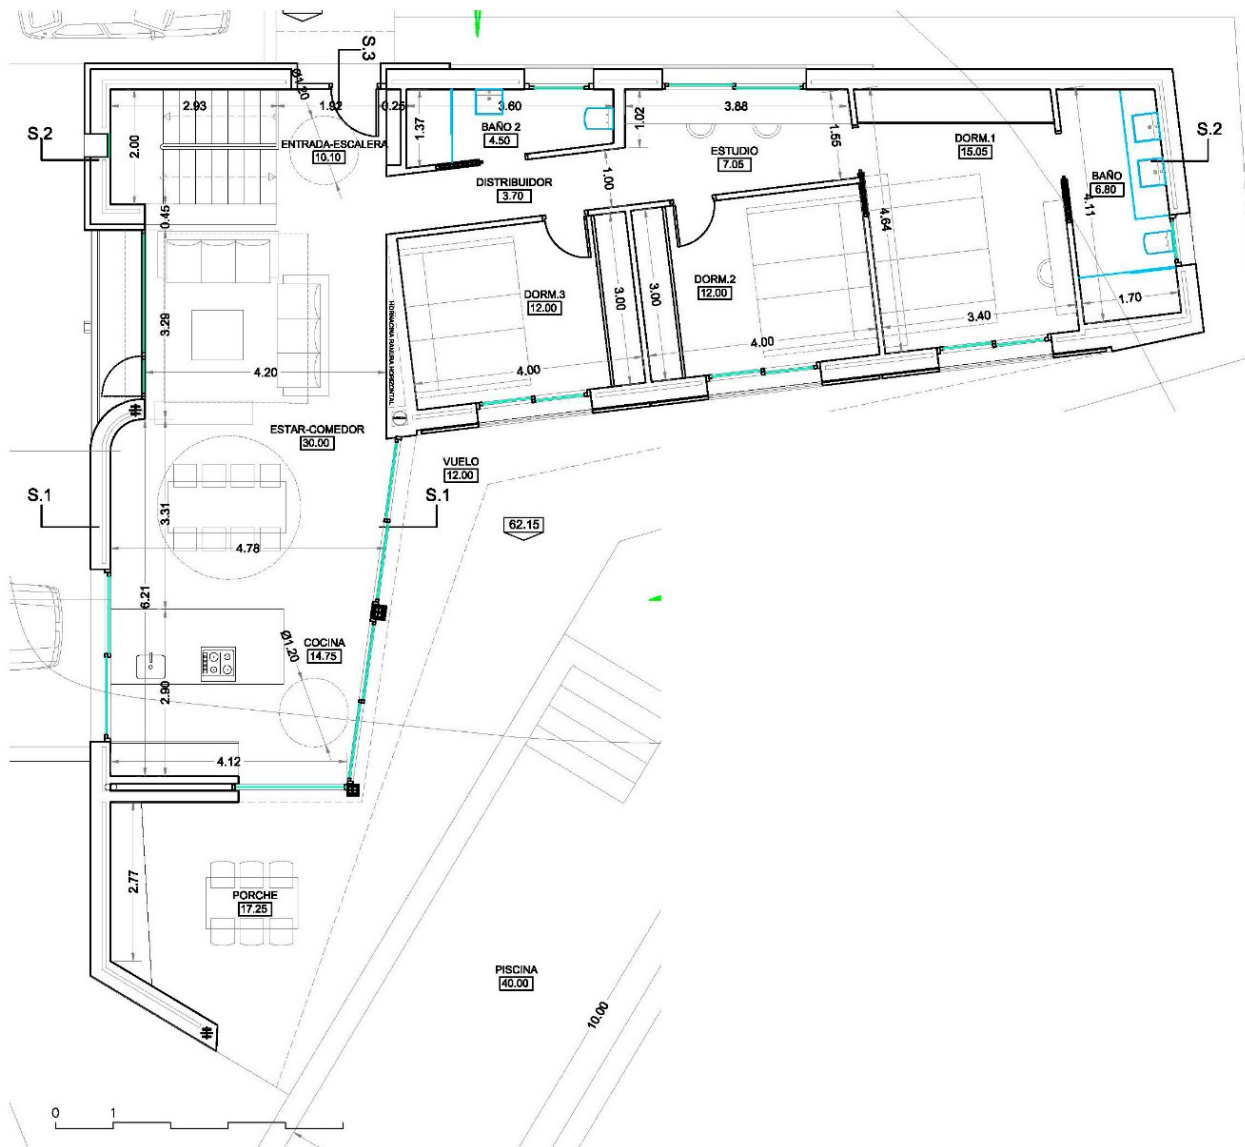 S.3
Ø1.20
2.93
1.92
0.25
3.60
3.88
1.02
1.37
2.00
1.55
S.2
S.2
BAÑO 2
4.50
ENTRADA-ESCALERA
10.10
ESTUDIO
7.05
DORM.1
15.05
BAÑO
6.80
DISTRIBUIDOR
3.70
1.00
4.11
4.64
0.45
DORM.3
12.00
DORM.2
12.00
3.00
3.00
1.70
3.40
4.00
4.00
3.29
4.20
HORNACINA RANURA HORIZONTAL
ESTAR-COMEDOR
30.00
VUELO
12.00
S.1
S.1
62.15
3.31
4.78
6.21
COCINA
14.75
Ø1.20
2.90
4.12
2.77
PORCHE
17.25
PISCINA
40.00
10.00
0 1